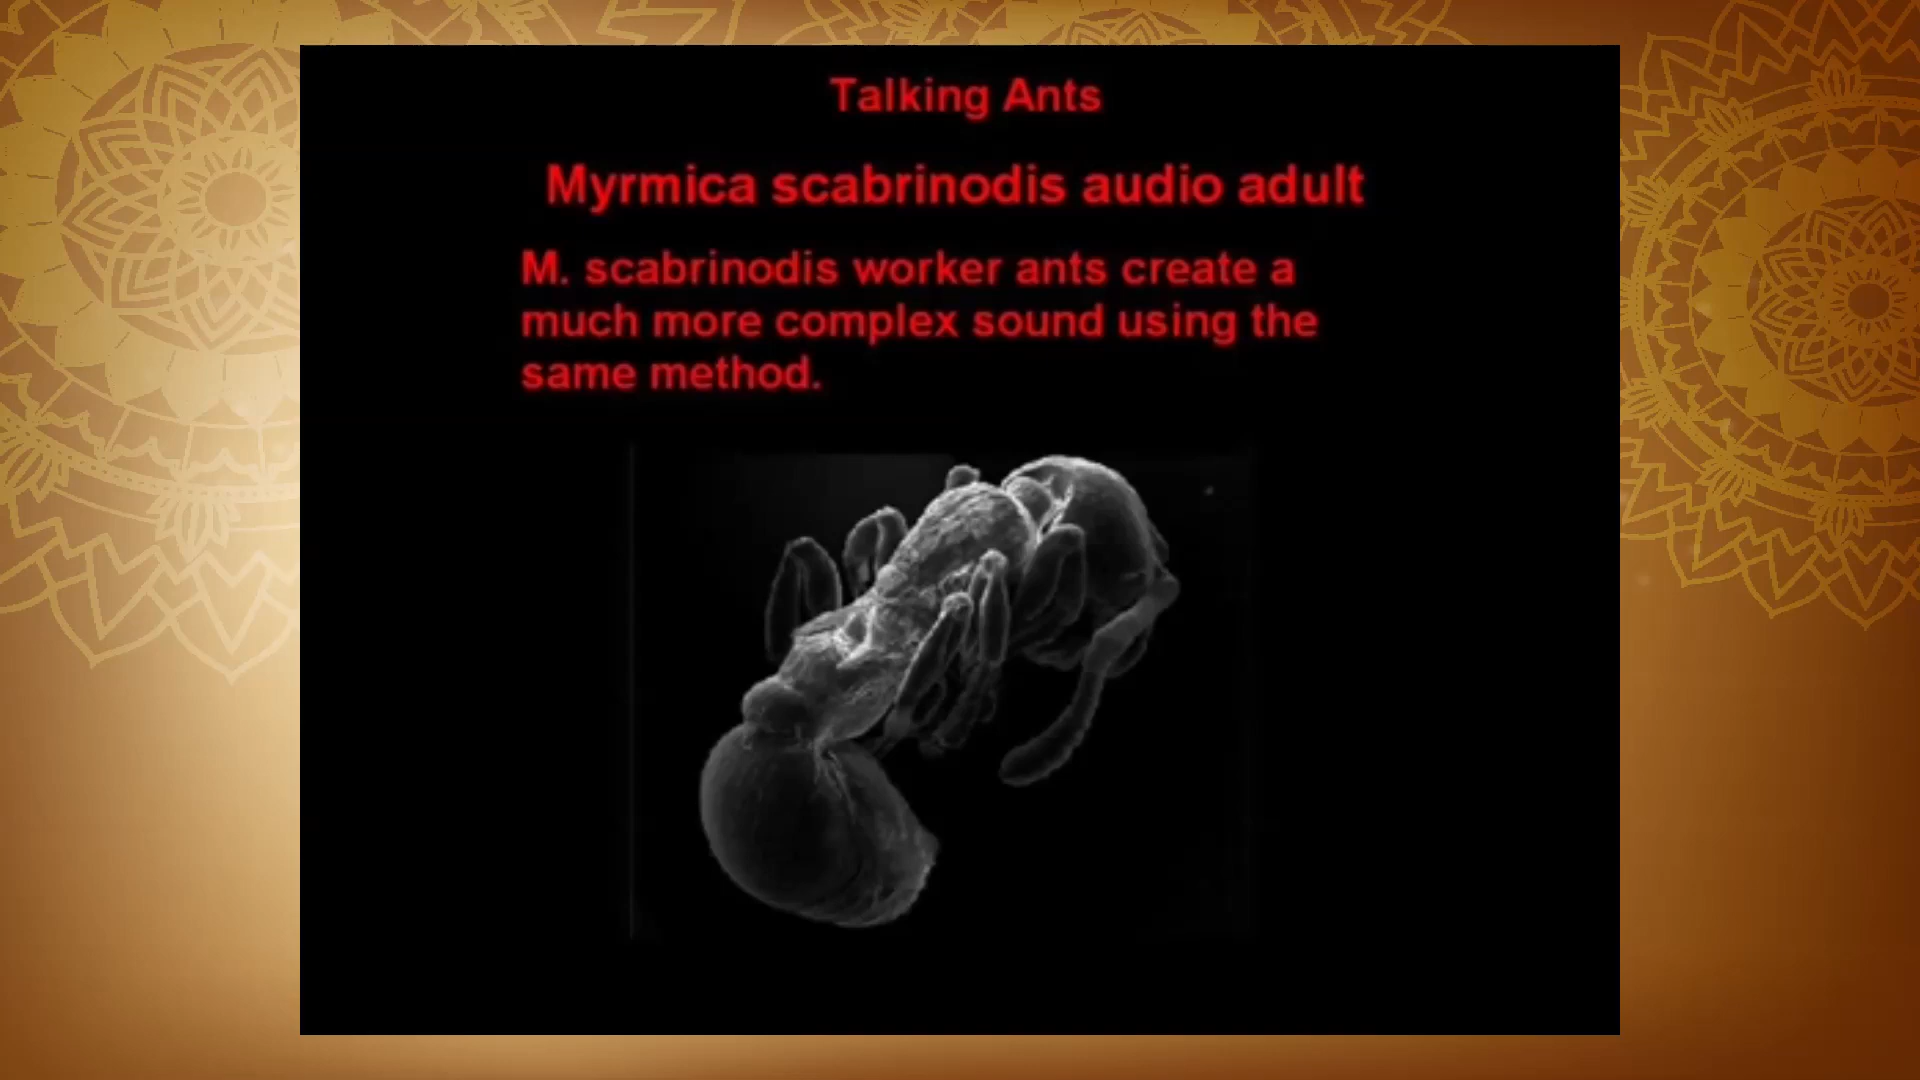 Talking Ants
Myrmica scabrinodis audio adult
M. scabrinodis worker ants create a
much more complex sound using the
same method.